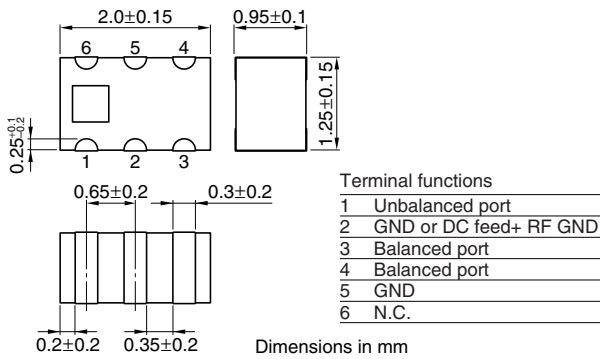 2.0±0.15
0.95±0.1
6 5 4
1.25±0.15
0.25+0.1-0.2
1 2 3
0.65±0.2
0.3±0.2
0.2±0.2
0.35±0.2
Dimensions in mm
Terminal functions
1 Unbalanced port
2 GND or DC feed+ RF GND
3 Balanced port
4 Balanced port
5 GND
6 N.C.